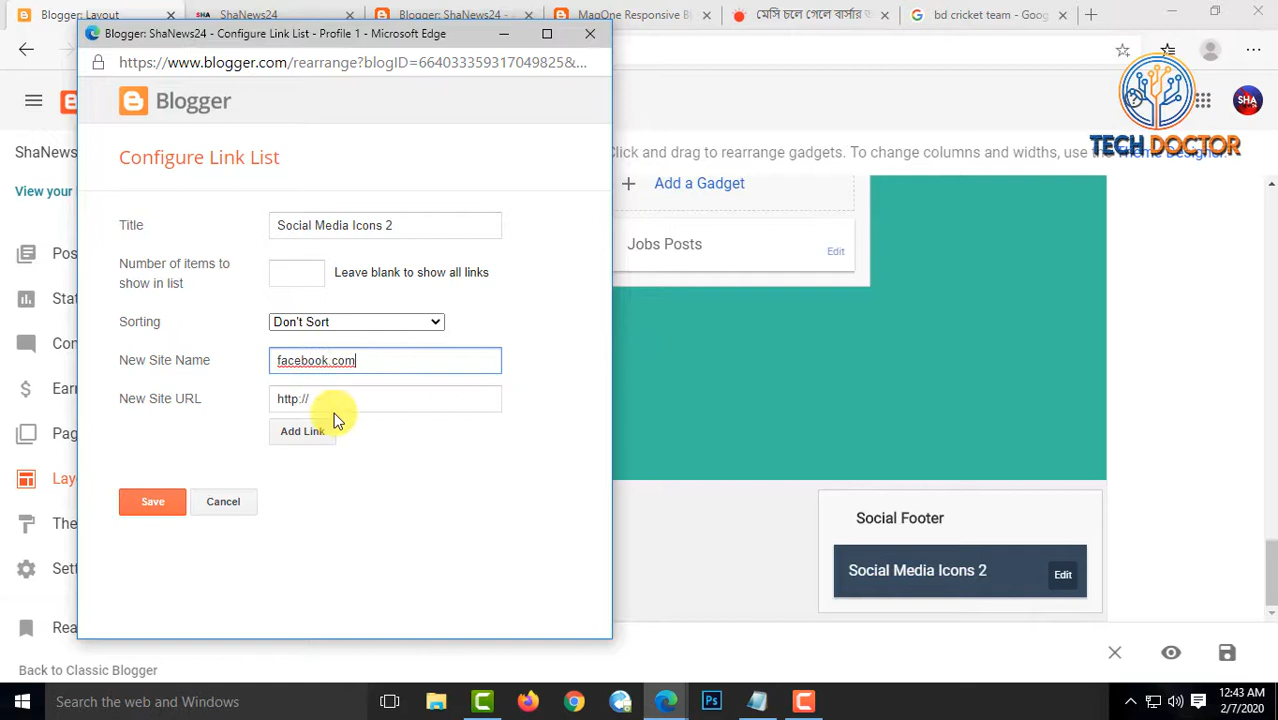 Blogger: Layout
ShaNews24
Blogger: ShaNews24 -
MagOne Responsive Bl
মেসি চলে গেলে বার্সার
bd cricket team - Goog
Blogger: ShaNews24 - Configure Link List - Profile 1 - Microsoft Edge
https://www.blogger.com/rearrange?blogID=664033359317049825&...
Blogger
SHA
TECH DOCTOR
Configure Link List
ShaNews
Click and drag to rearrange gadgets. To change columns and widths, use the Theme Designer.
View your
Add a Gadget
Title
Social Media Icons 2
Jobs Posts
Edit
Number of items to show in list
Leave blank to show all links
Sorting
Don't Sort
New Site Name
facebook.com
New Site URL
http://
Add Link
Save
Cancel
Pos
Stat
Con
Earn
Pag
Layo
The
Sett
Rea
Back to Classic Blogger
Social Footer
Social Media Icons 2
Edit
Search the web and Windows
12:43 AM
2/7/2020